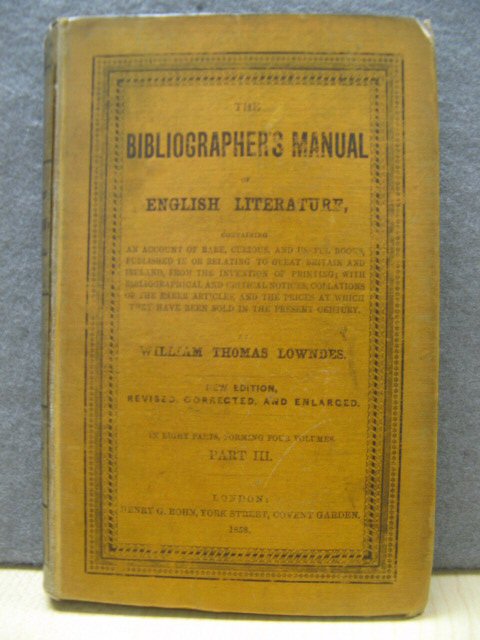 THE
BIBLIOGRAPHER'S MANUAL
OF
ENGLISH LITERATURE,
CONTAINING
AN ACCOUNT OF RARE, CURIOUS, AND USEFUL BOOKS,
PUBLISHED IN OR RELATING TO GREAT BRITAIN AND
IRELAND, FROM THE INVENTION OF PRINTING; WITH
BIBLIOGRAPHICAL AND CRITICAL NOTICES, COLLATIONS
OF THE RARER ARTICLES, AND THE PRICES AT WHICH
THEY HAVE BEEN SOLD IN THE PRESENT CENTURY.
BY
WILLIAM THOMAS LOWNDES.
NEW EDITION,
REVISED, CORRECTED, AND ENLARGED.
IN EIGHT PARTS, FORMING FOUR VOLUMES.
PART III.
LONDON:
HENRY G. BOHN, YORK STREET, COVENT GARDEN.
1858.